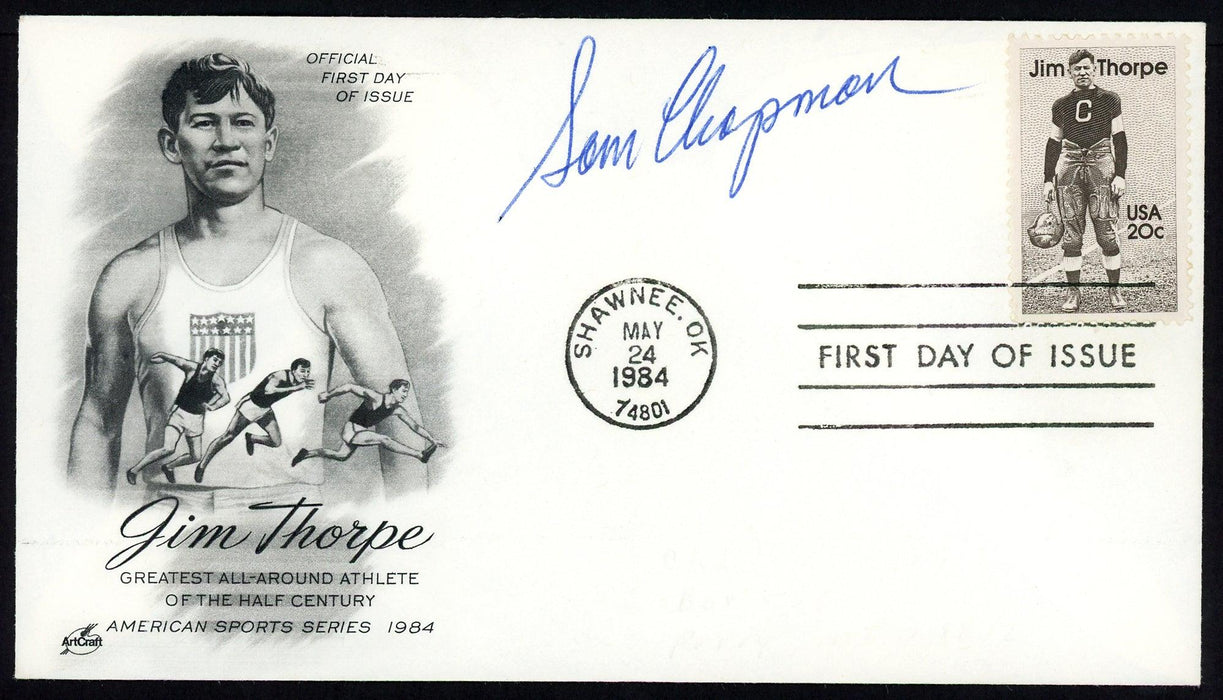 OFFICIAL
FIRST DAY
OF ISSUE
Sam Chapman
Jim Thorpe
C
USA
20c
SHAWNEE, OK
MAY
24
1984
74801
FIRST DAY OF ISSUE
Jim Thorpe
GREATEST ALL-AROUND ATHLETE
OF THE HALF CENTURY
AMERICAN SPORTS SERIES 1984
ArtCraft